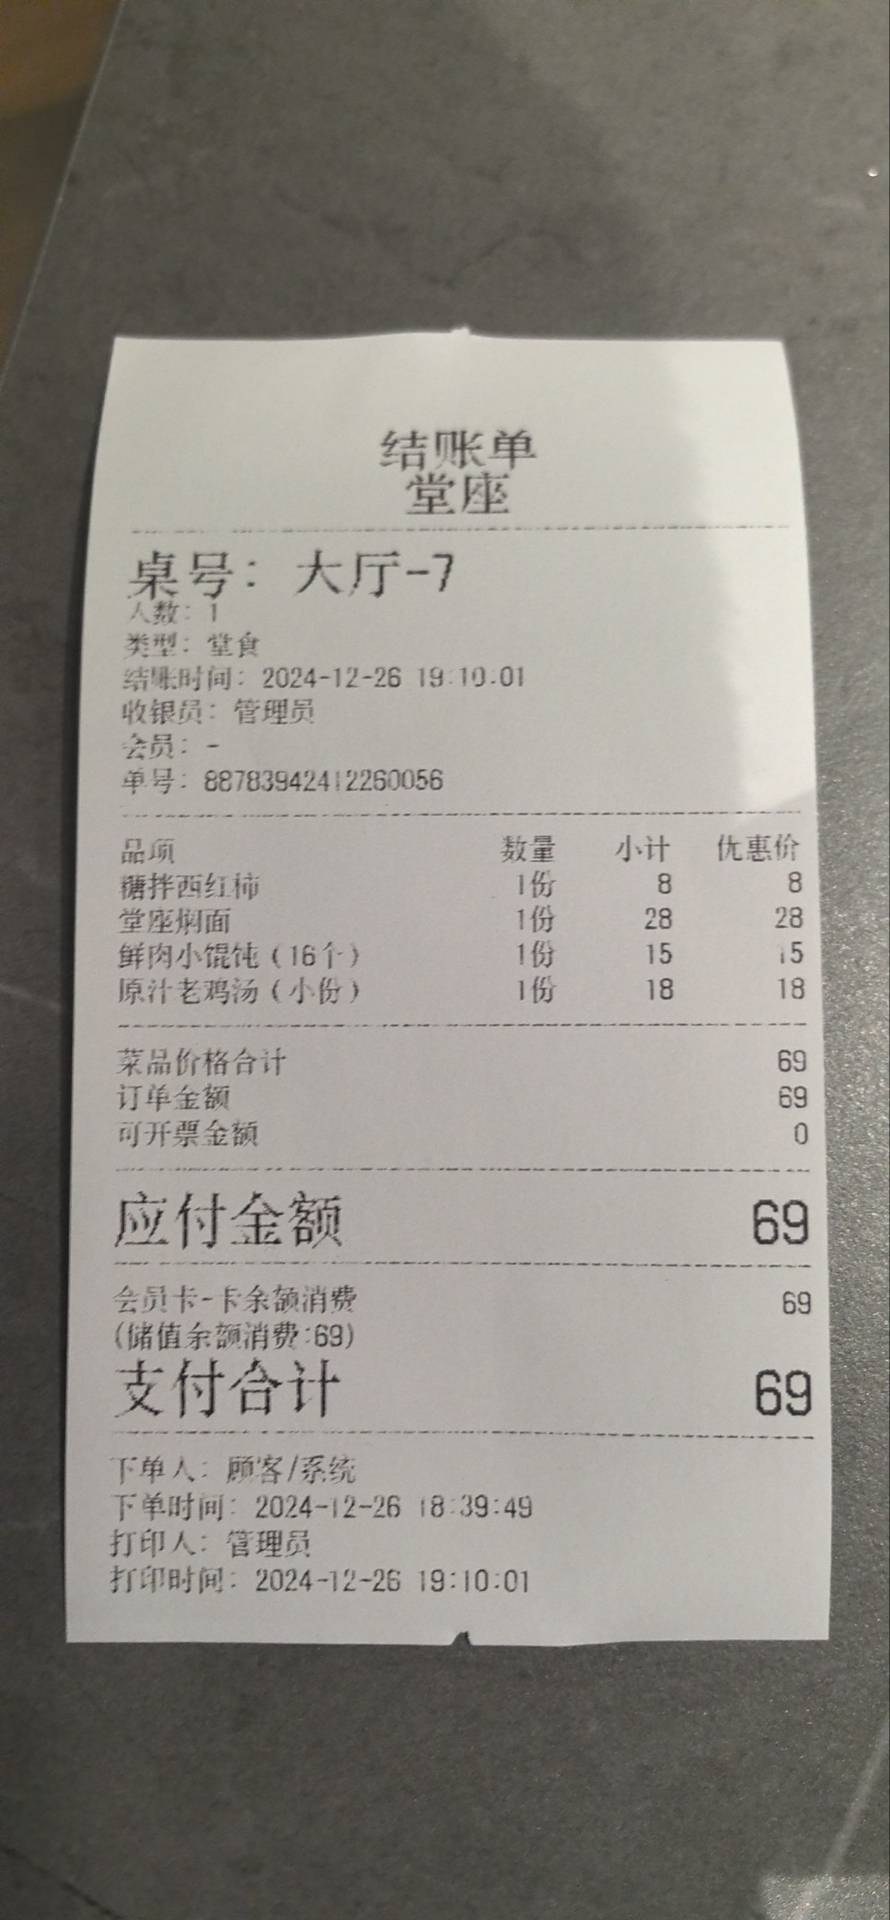 结账单
堂座
桌号：大厅-7
人数：1
类型：堂食
结账时间：2024-12-26 19:10:01
收银员：管理员
会员：-
单号：88783942412260056
品项 数量 小计 优惠价
糖拌西红柿 1份 8 8
堂座焖面 1份 28 28
鲜肉小馄饨（16个） 1份 15 15
原汁老鸡汤（小份） 1份 18 18
菜品价格合计 69
订单金额 69
可开票金额 0
应付金额 69
会员卡-卡余额消费 69
(储值余额消费:69)
支付合计 69
下单人：顾客/系统
下单时间：2024-12-26 18:39:49
打印人：管理员
打印时间：2024-12-26 19:10:01